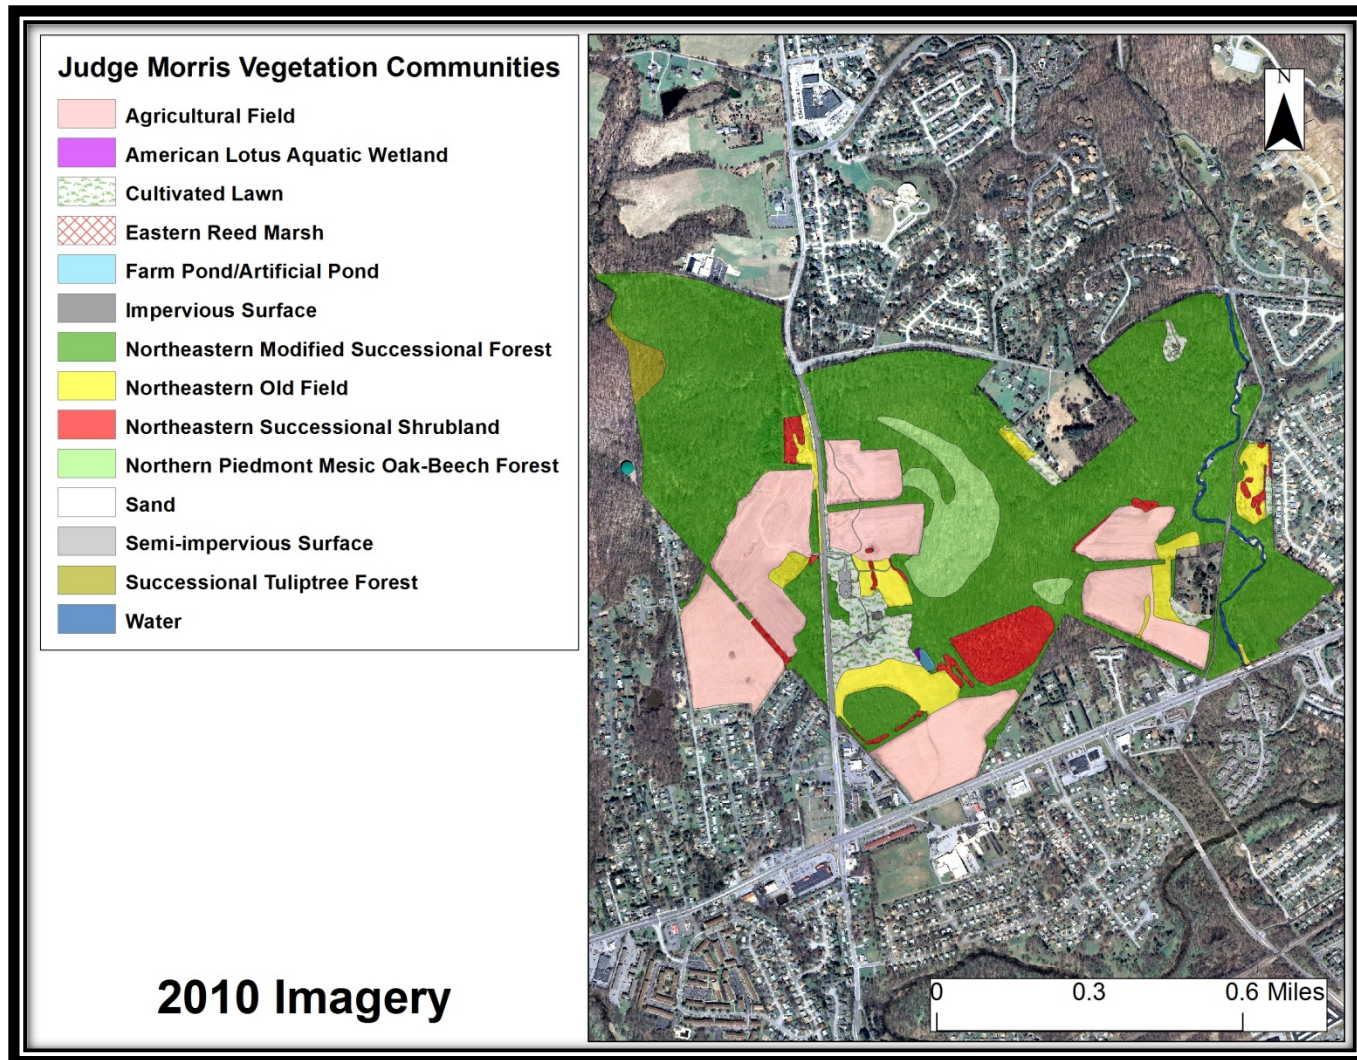 Judge Morris Vegetation Communities
Agricultural Field
American Lotus Aquatic Wetland
Cultivated Lawn
Eastern Reed Marsh
Farm Pond/Artificial Pond
Impervious Surface
Northeastern Modified Successional Forest
Northeastern Old Field
Northeastern Successional Shrubland
Northern Piedmont Mesic Oak-Beech Forest
Sand
Semi-impervious Surface
Successional Tuliptree Forest
Water
2010 Imagery
N
0 0.3 0.6 Miles